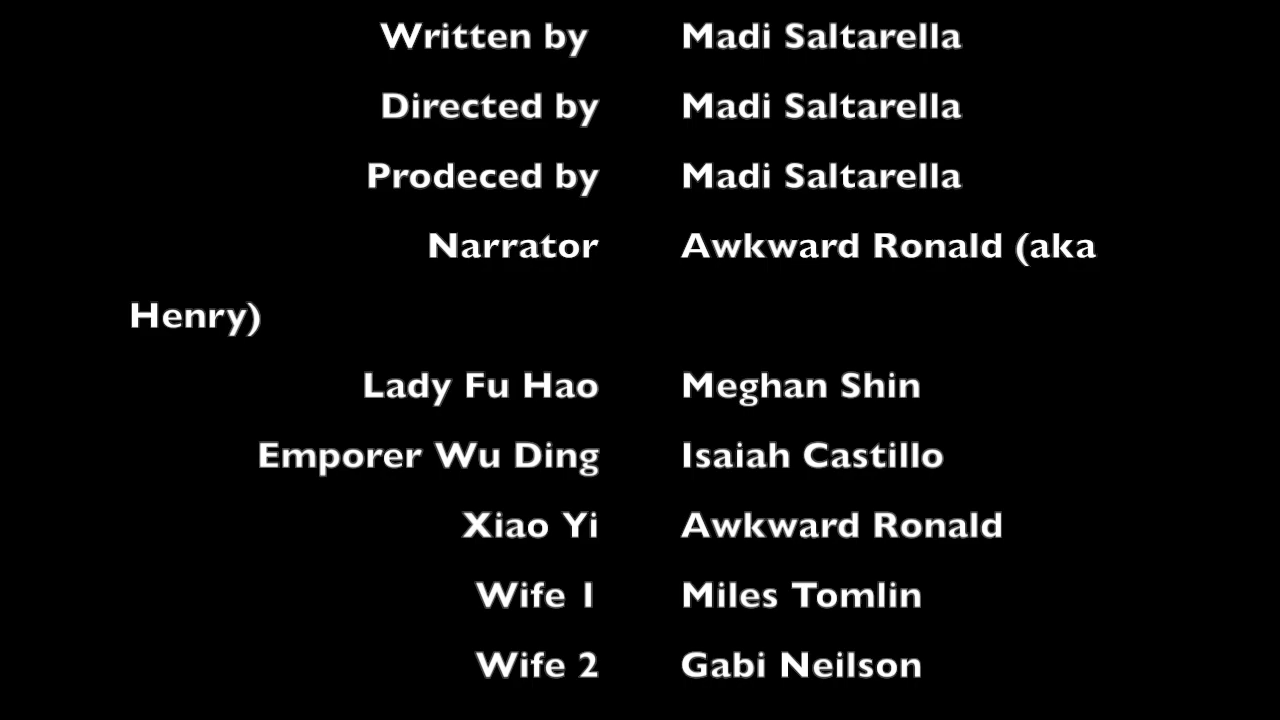 Written by Madi Saltarella
Directed by Madi Saltarella
Prodeced by Madi Saltarella
Narrator Awkward Ronald (aka
Henry)
Lady Fu Hao Meghan Shin
Emporer Wu Ding Isaiah Castillo
Xiao Yi Awkward Ronald
Wife 1 Miles Tomlin
Wife 2 Gabi Neilson